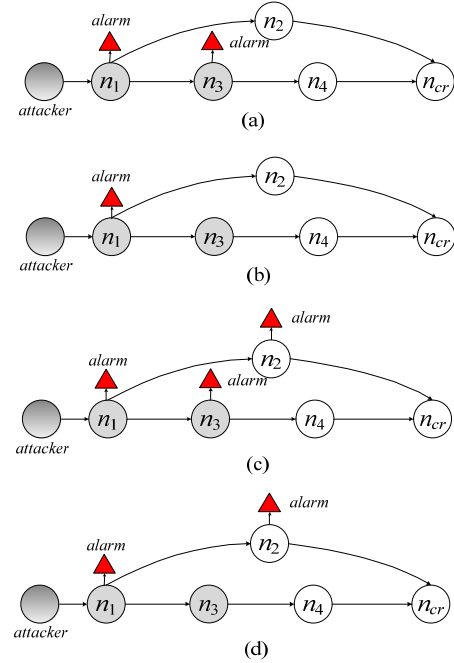 alarm
n2
alarm
n1
n3
n4
ncr
attacker
(a)
alarm
n2
n1
n3
n4
ncr
attacker
(b)
alarm
alarm
n2
alarm
n1
n3
n4
ncr
attacker
(c)
alarm
alarm
n2
n1
n3
n4
ncr
attacker
(d)